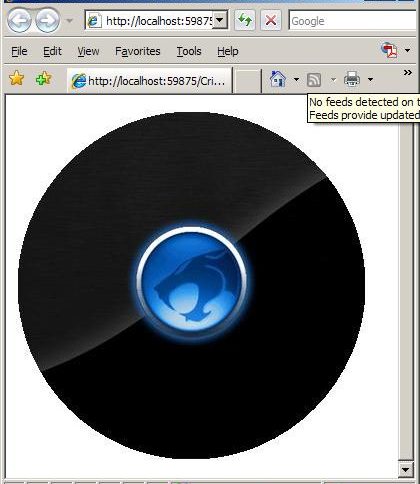 http://localhost:59875
Google
File Edit View Favorites Tools Help
http://localhost:59875/Cri...
No feeds detected on t
Feeds provide updated